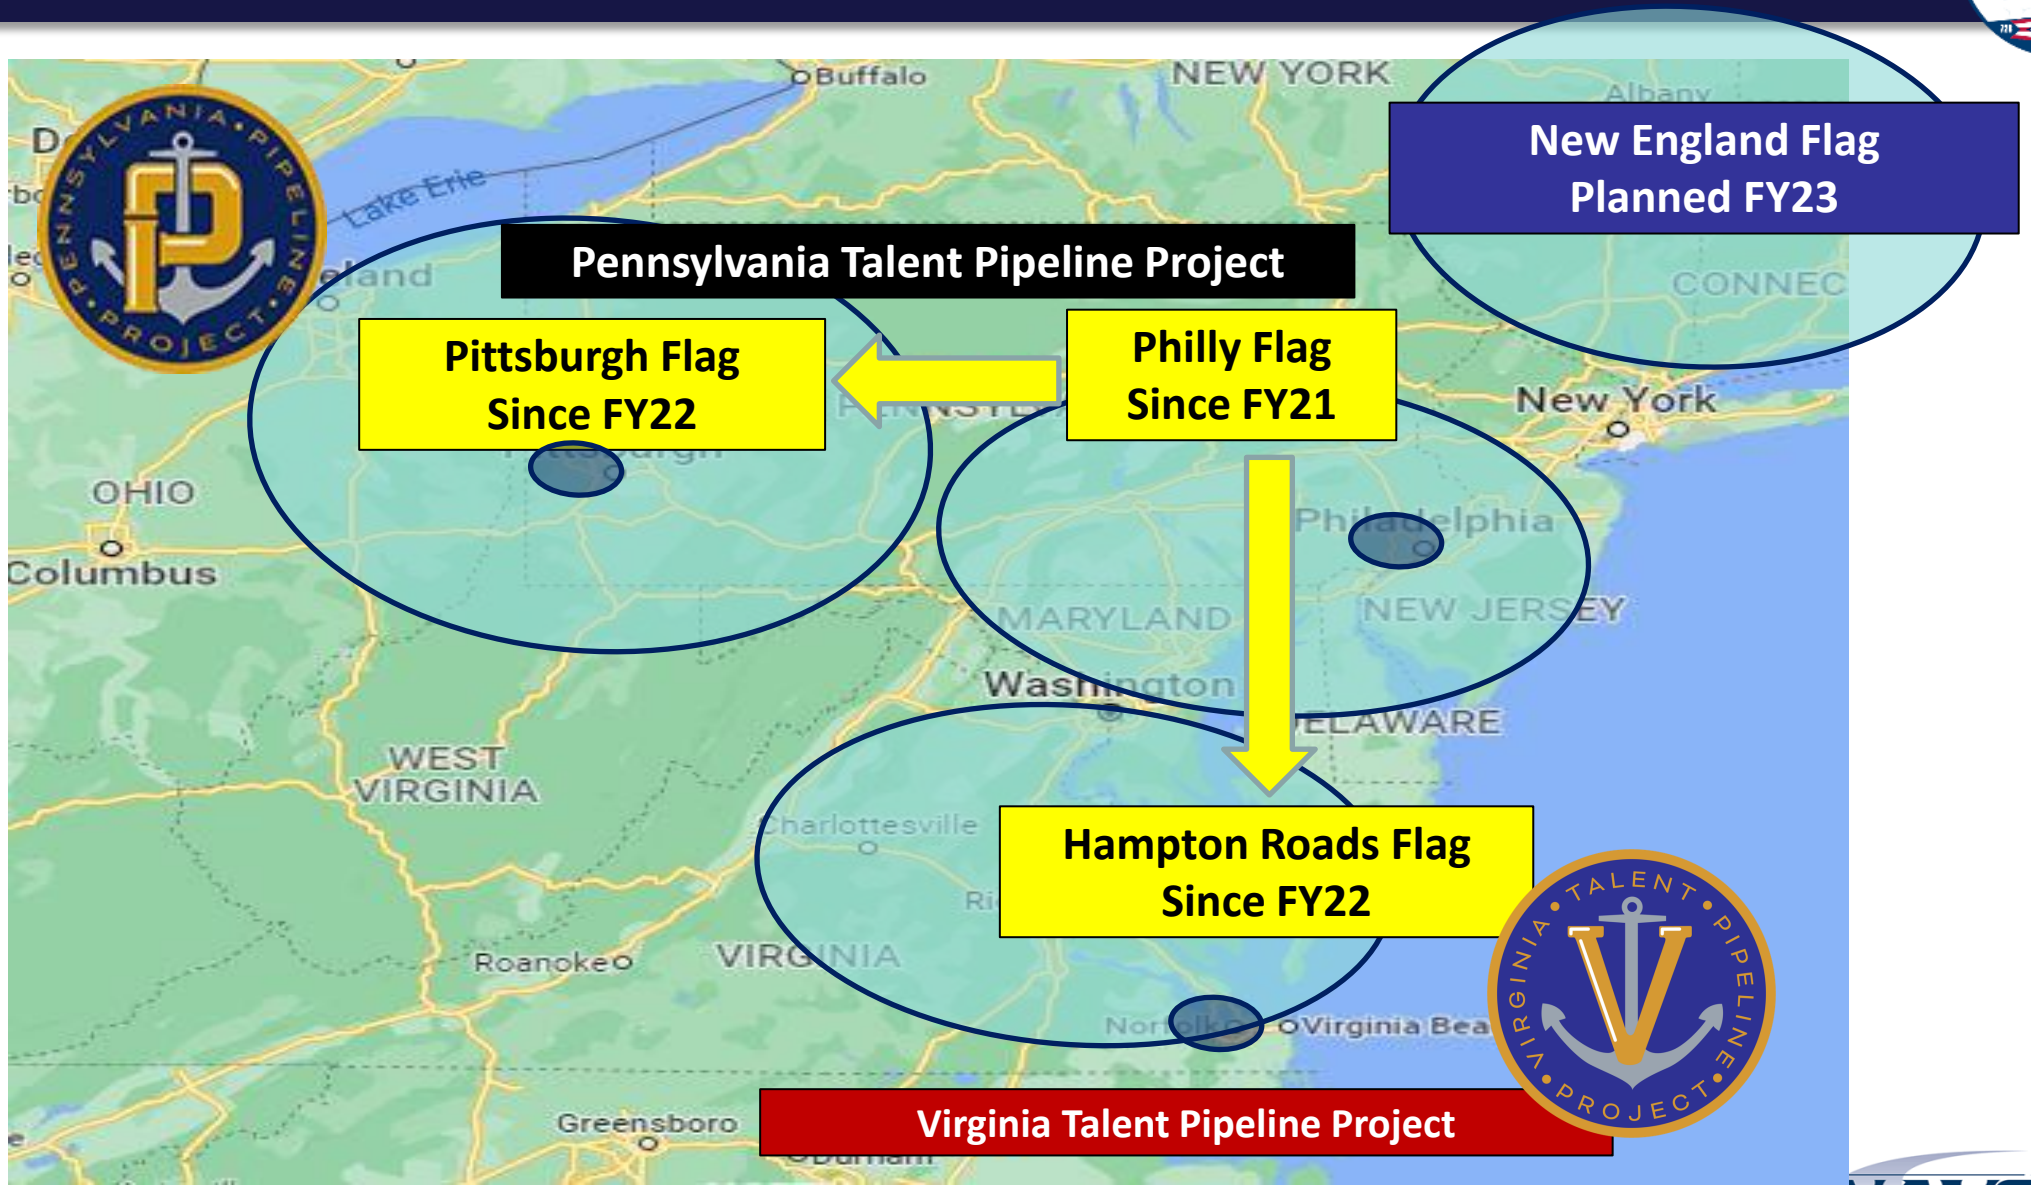 Buffalo
NEW YORK
Albany
New England Flag
Planned FY23
CONNEC
Lake Erie
PENNSYLVANIA • PIPELINE • PROJECT •
Pennsylvania Talent Pipeline Project
Pittsburgh Flag
Since FY22
Philly Flag
Since FY21
New York
OHIO
Columbus
Philadelphia
MARYLAND
NEW JERSEY
Washington
DELAWARE
WEST
VIRGINIA
Charlottesville
Hampton Roads Flag
Since FY22
Roanoke
VIRGINIA
Norfolk
Virginia Bea
VIRGINIA • TALENT • PIPELINE • PROJECT •
Greensboro
Virginia Talent Pipeline Project